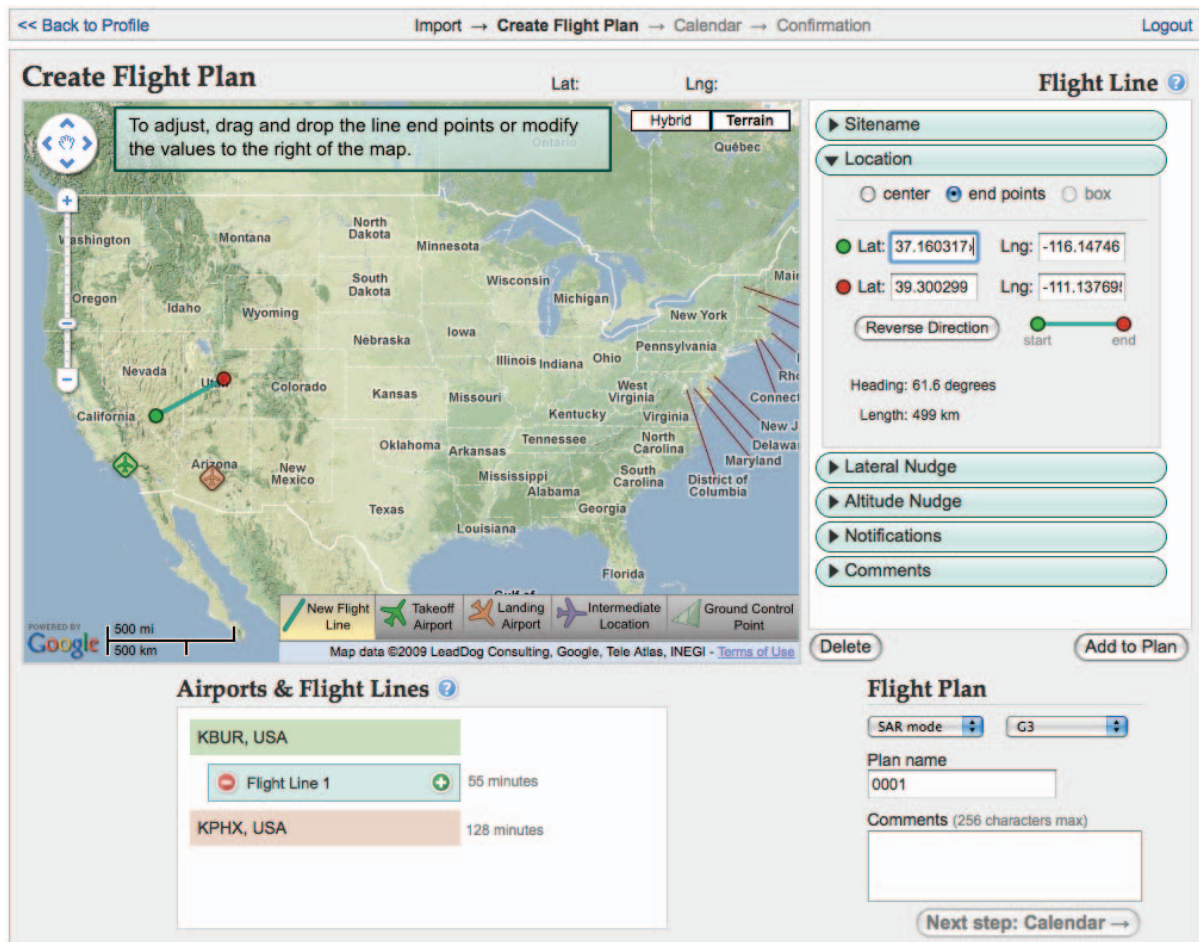 << Back to Profile
Import → Create Flight Plan → Calendar → Confirmation
Logout
Create Flight Plan
Lat:
Lng:
Flight Line ?
To adjust, drag and drop the line end points or modify
the values to the right of the map.
Hybrid
Terrain
Ontario
Québec
Washington
Montana
North
Dakota
Minnesota
South
Dakota
Wisconsin
Michigan
Oregon
Idaho
Wyoming
New York
Iowa
Nebraska
Pennsylvania
Illinois
Indiana
Ohio
Nevada
Utah
Colorado
Kansas
Missouri
West
Virginia
California
Kentucky
Virginia
Connect
New J
Oklahoma
Arkansas
Tennessee
North
Carolina
Delawa
Maryland
Arizona
New
Mexico
Mississippi
Alabama
South
Carolina
District of
Columbia
Texas
Georgia
Louisiana
Florida
Gulf of
New Flight
Line
Takeoff
Airport
Landing
Airport
Intermediate
Location
Ground Control
Point
POWERED BY
Google
500 mi
500 km
Map data ©2009 LeadDog Consulting, Google, Tele Atlas, INEGI - Terms of Use
Sitename
Location
center
end points
box
Lat: 37.160317
Lng: -116.14746
Lat: 39.300299
Lng: -111.13769
Reverse Direction
start
end
Heading: 61.6 degrees
Length: 499 km
Lateral Nudge
Altitude Nudge
Notifications
Comments
Delete
Add to Plan
Airports & Flight Lines ?
KBUR, USA
Flight Line 1
55 minutes
KPHX, USA
128 minutes
Flight Plan
SAR mode
G3
Plan name
0001
Comments (256 characters max)
Next step: Calendar →